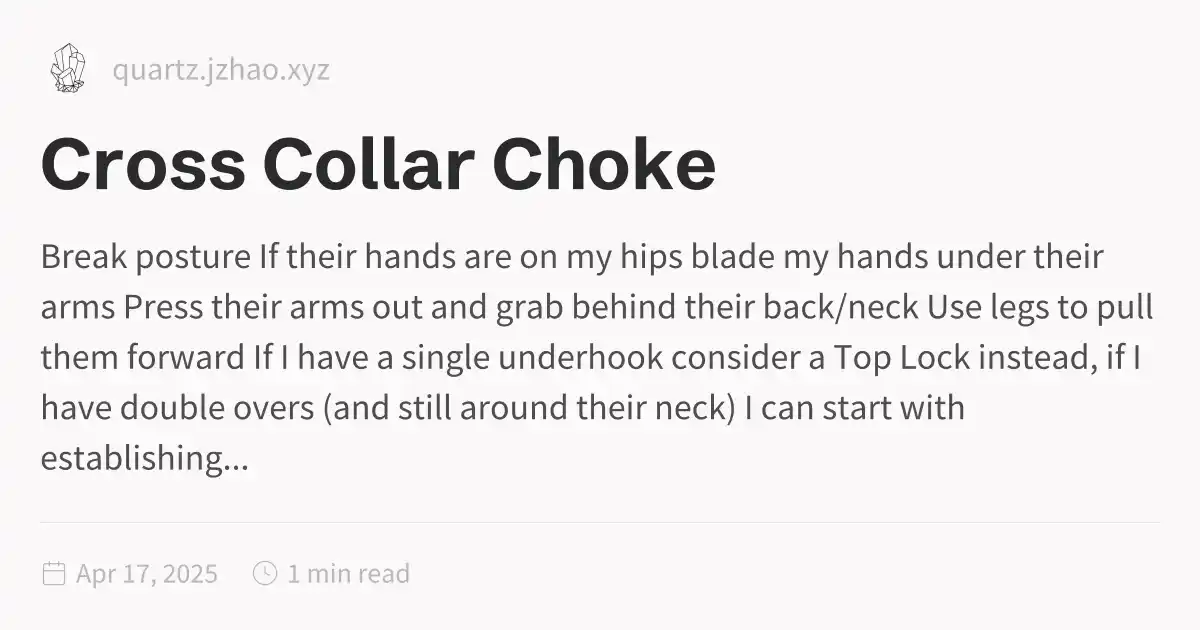 quartz.jzhao.xyz
Cross Collar Choke
Break posture If their hands are on my hips blade my hands under their
arms Press their arms out and grab behind their back/neck Use legs to pull
them forward If I have a single underhook consider a Top Lock instead, if I
have double overs (and still around their neck) I can start with
establishing...
Apr 17, 2025 1 min read